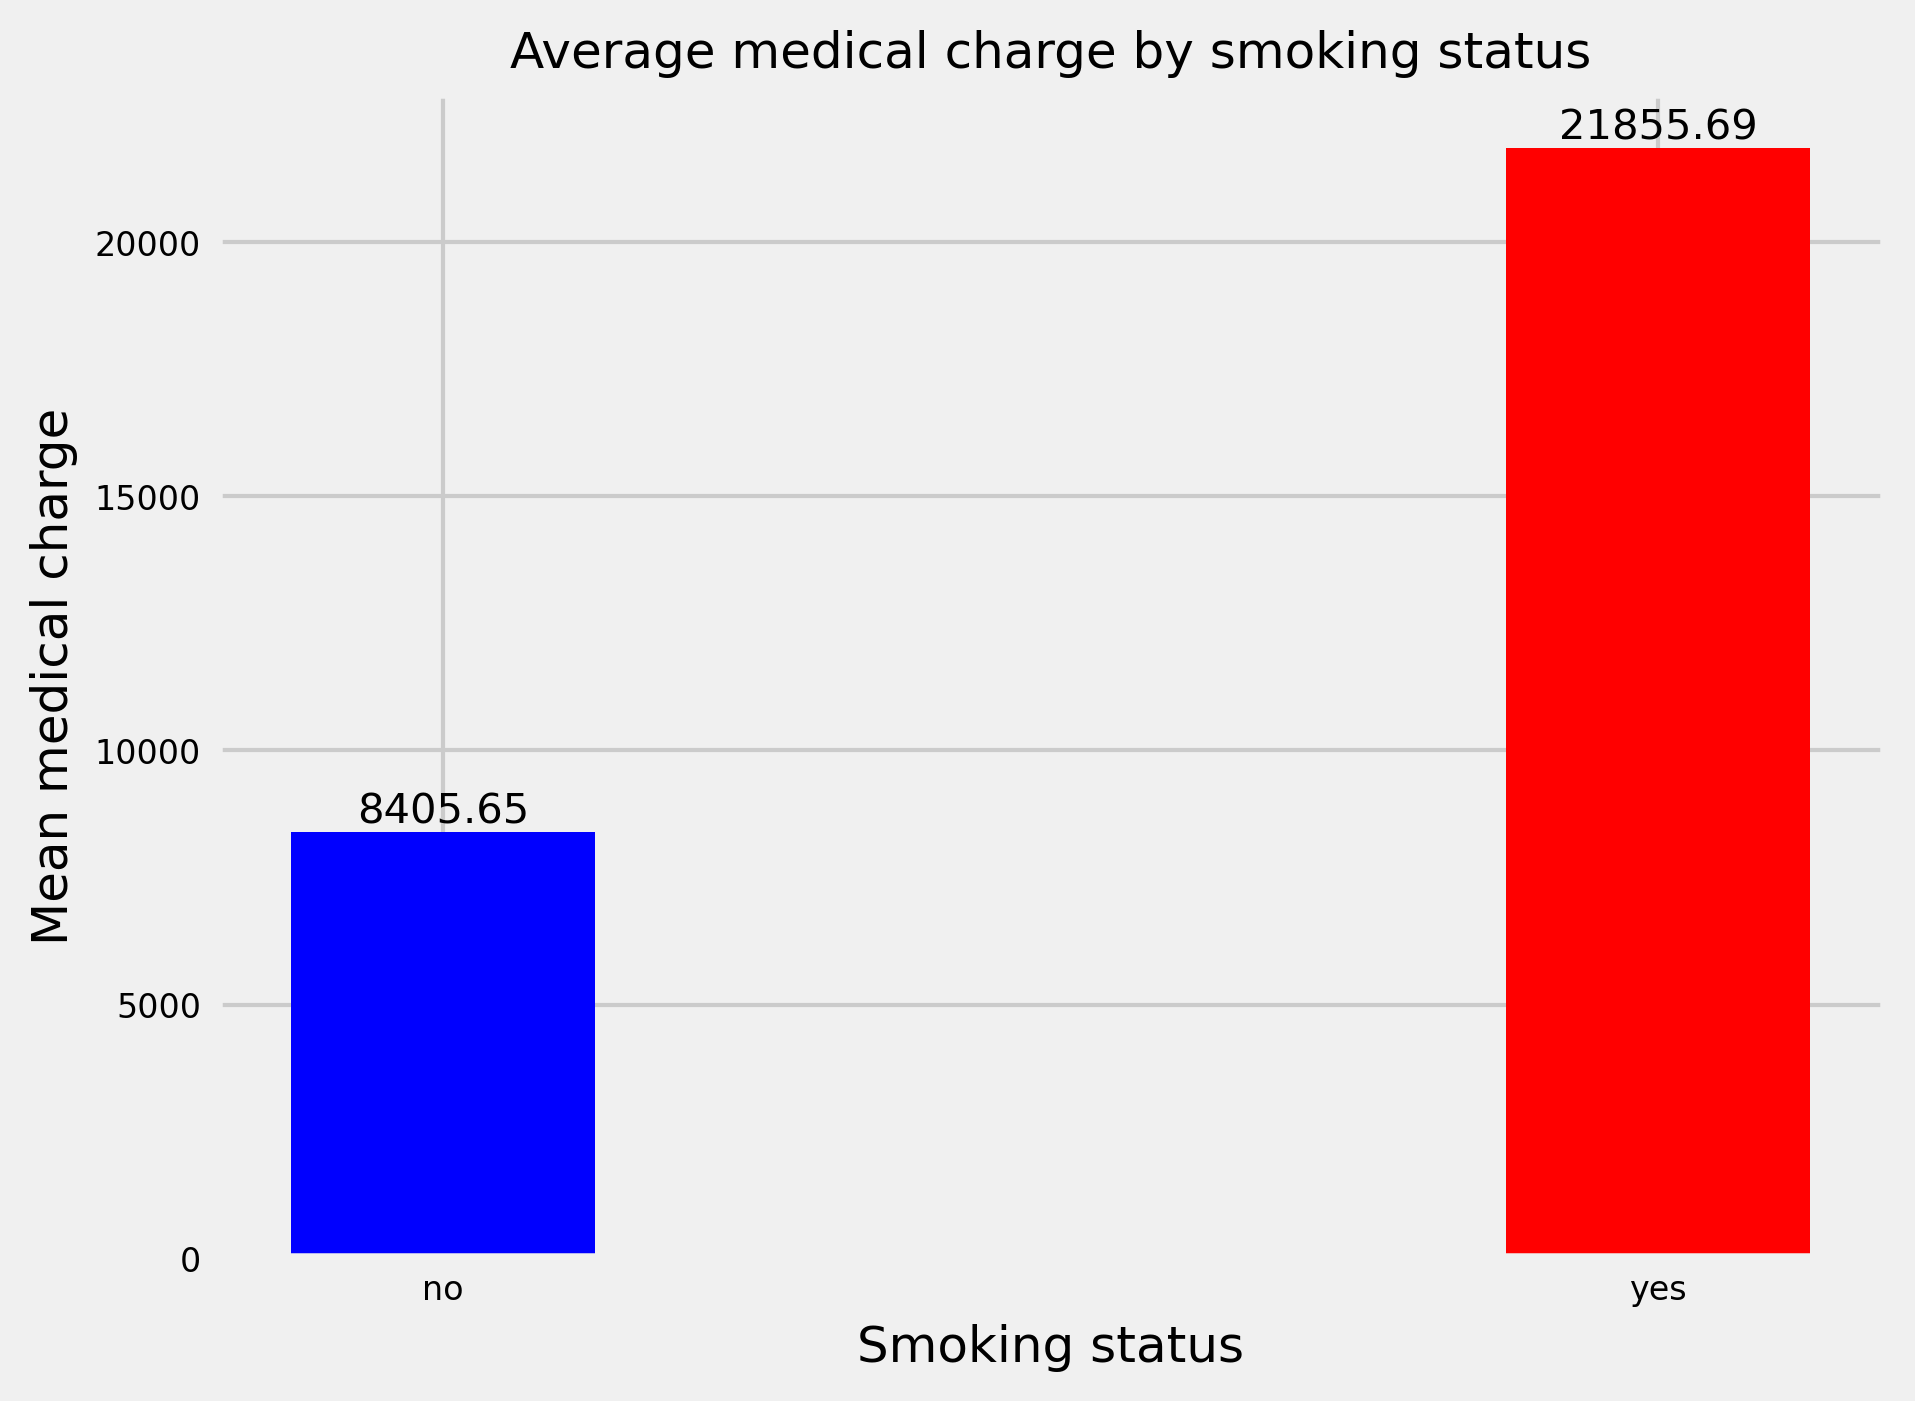 Average medical charge by smoking status
21855.69
20000
15000
Mean medical charge
10000
8405.65
5000
0
no
yes
Smoking status